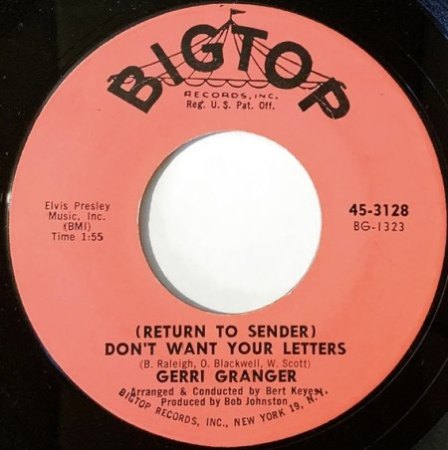 BIGTOP
RECORDS, INC.
Reg. U.S. Pat. Off.
Elvis Presley
Music, Inc.
(BMI)
Time 1:55
45-3128
BG-1323
(RETURN TO SENDER)
DON'T WANT YOUR LETTERS
(B. Raleigh, O. Blackwell, W. Scott)
GERRI GRANGER
Arranged & Conducted by Bert Keyes
Produced by Bob Johnston
BIGTOP RECORDS, INC., NEW YORK 19, N.Y.